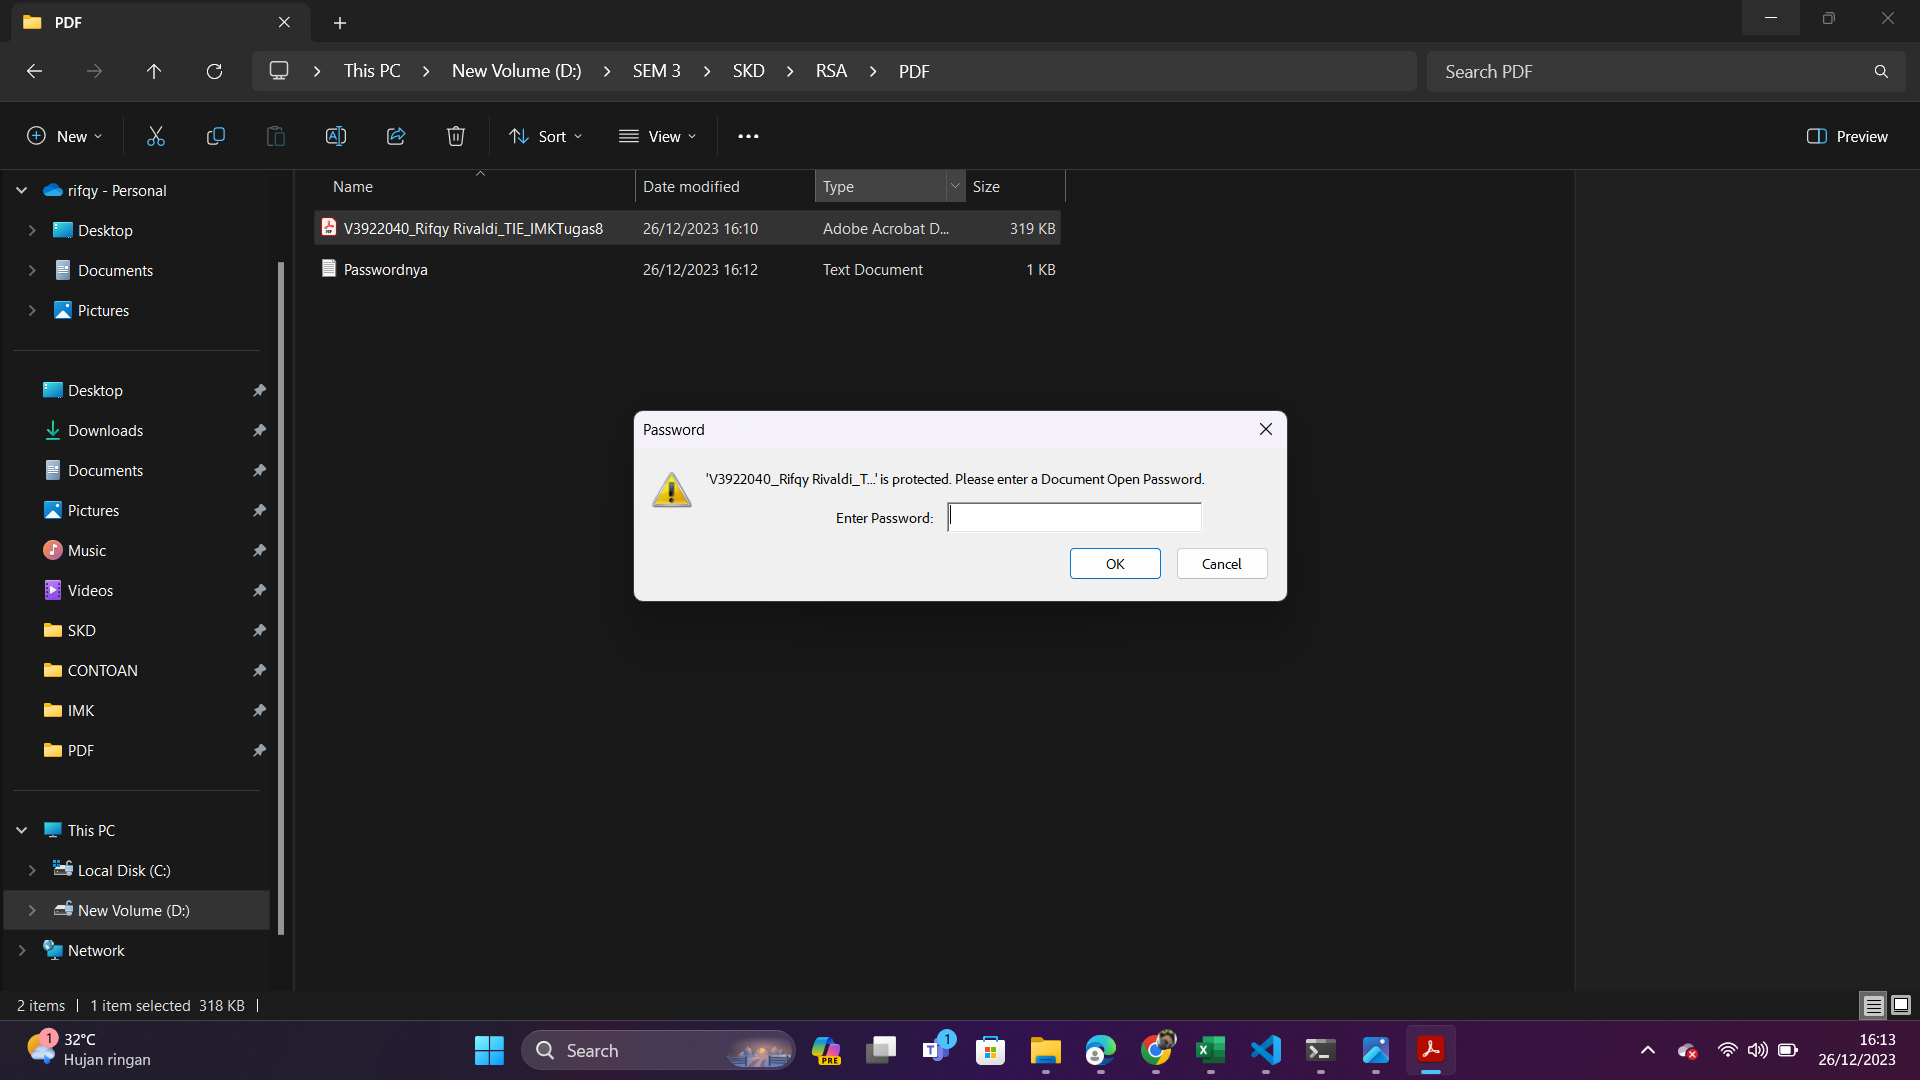 PDF
This PC
New Volume (D:)
SEM 3
SKD
RSA
PDF
Search PDF
New
Sort
View
Preview
rifqy - Personal
Desktop
Documents
Pictures
Desktop
Downloads
Documents
Pictures
Music
Videos
SKD
CONTOAN
IMK
PDF
This PC
Local Disk (C:)
New Volume (D:)
Network
Name Date modified Type Size
V3922040_Rifqy Rivaldi_TIE_IMKTugas8 26/12/2023 16:10 Adobe Acrobat D... 319 KB
Passwordnya 26/12/2023 16:12 Text Document 1 KB
Password
'V3922040_Rifqy Rivaldi_T...' is protected. Please enter a Document Open Password.
Enter Password:
OK Cancel
2 items 1 item selected 318 KB
1
32°C
Hujan ringan
Search
PRE
1
16:13
26/12/2023